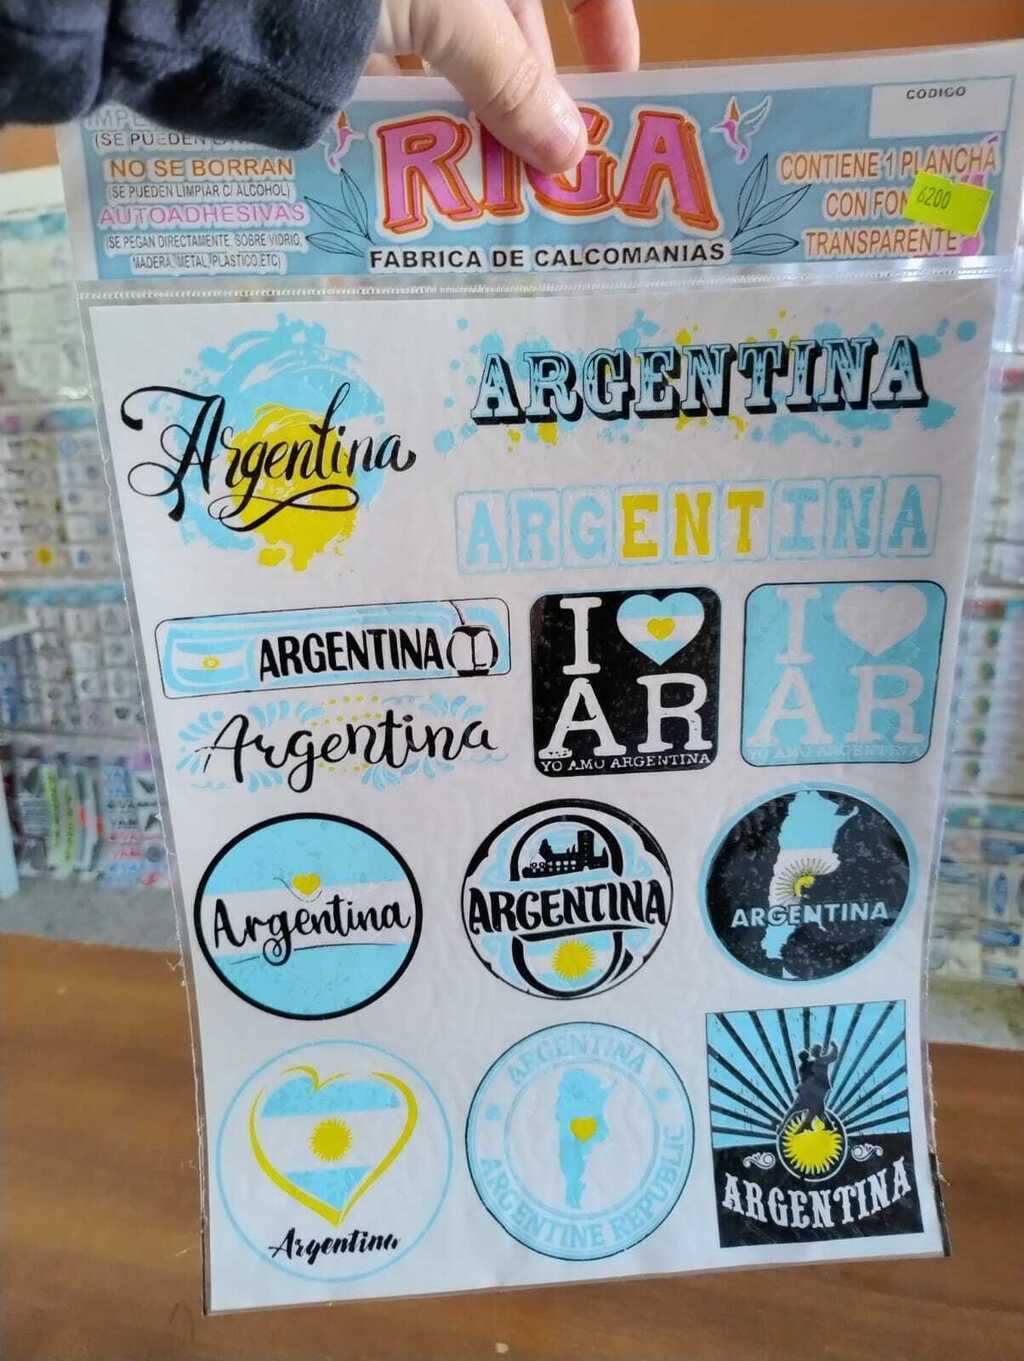 (SE PUEDEN
NO SE BORRAN
(SE PUEDEN LIMPIAR C/ ALCOHOL)
AUTOADHESIVAS
(SE PEGAN DIRECTAMENTE, SOBRE VIDRIO,
MADERA, METAL, PLÁSTICO, ETC)
RIGA
FABRICA DE CALCOMANIAS
CODIGO
CONTIENE 1 PLANCHA
CON
TRANSPARENTE
6200
Argentina
ARGENTINA
ARGENTINA
ARGENTINA
Argentina
I
AR
YO AMO ARGENTINA
I
AR
YO AMO ARGENTINA
Argentina
ARGENTINA
ARGENTINA
Argentina
ARGENTINA
ARGENTINE REPUBLIC
ARGENTINA